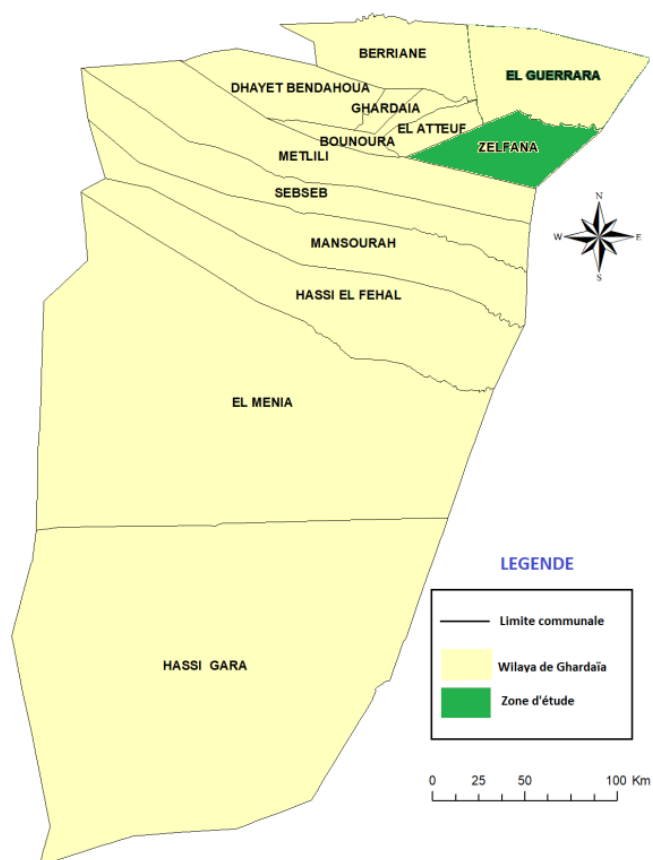 BERRIANE
EL GUERRARA
DHAYET BENDAHOUA
GHARDAIA
EL ATTEUF
BOUNOURA
ZELFANA
METLILI
SEBSEB
MANSOURAH
HASSI EL FEHAL
EL MENIA
HASSI GARA
N
W
E
S
LEGENDE
Limite communale
Wilaya de Ghardaïa
Zone d'étude
0 25 50 100 Km